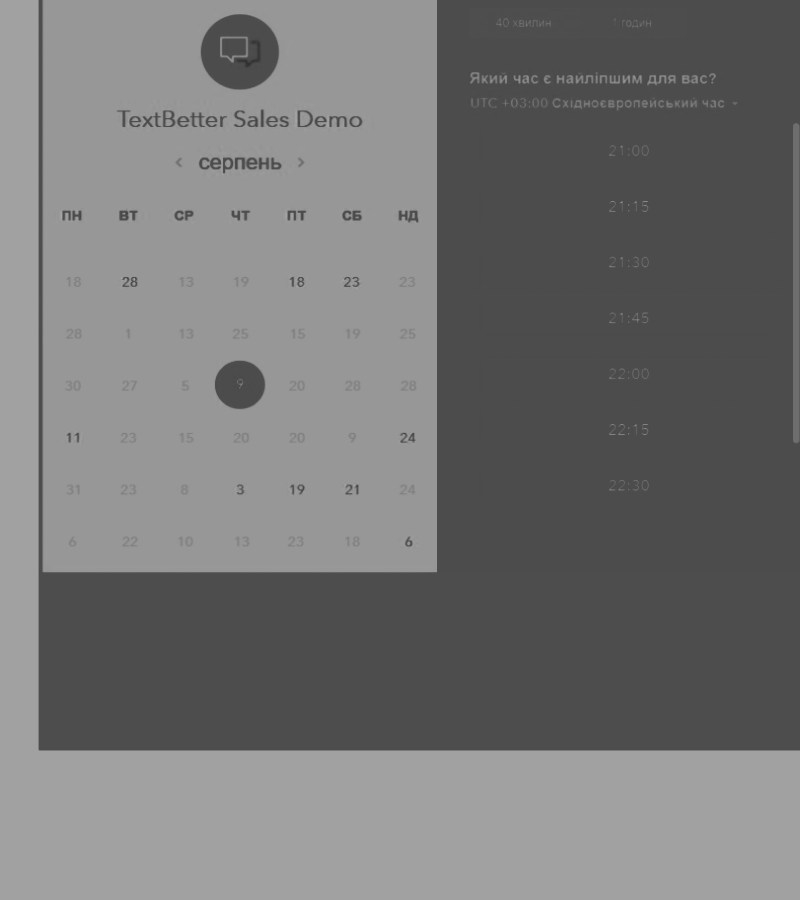 TextBetter Sales Demo
серпень
ПН ВТ СР ЧТ ПТ СБ НД
18 28 13 19 18 23 23
28 1 13 25 15 19 25
30 27 5 9 20 28 28
11 23 15 20 20 9 24
31 23 8 3 19 21 24
6 22 10 13 23 18 6
40 хвилин 1 годин
Який час є найліпшим для вас?
UTC +03:00 Східноєвропейський час
21:00
21:15
21:30
21:45
22:00
22:15
22:30